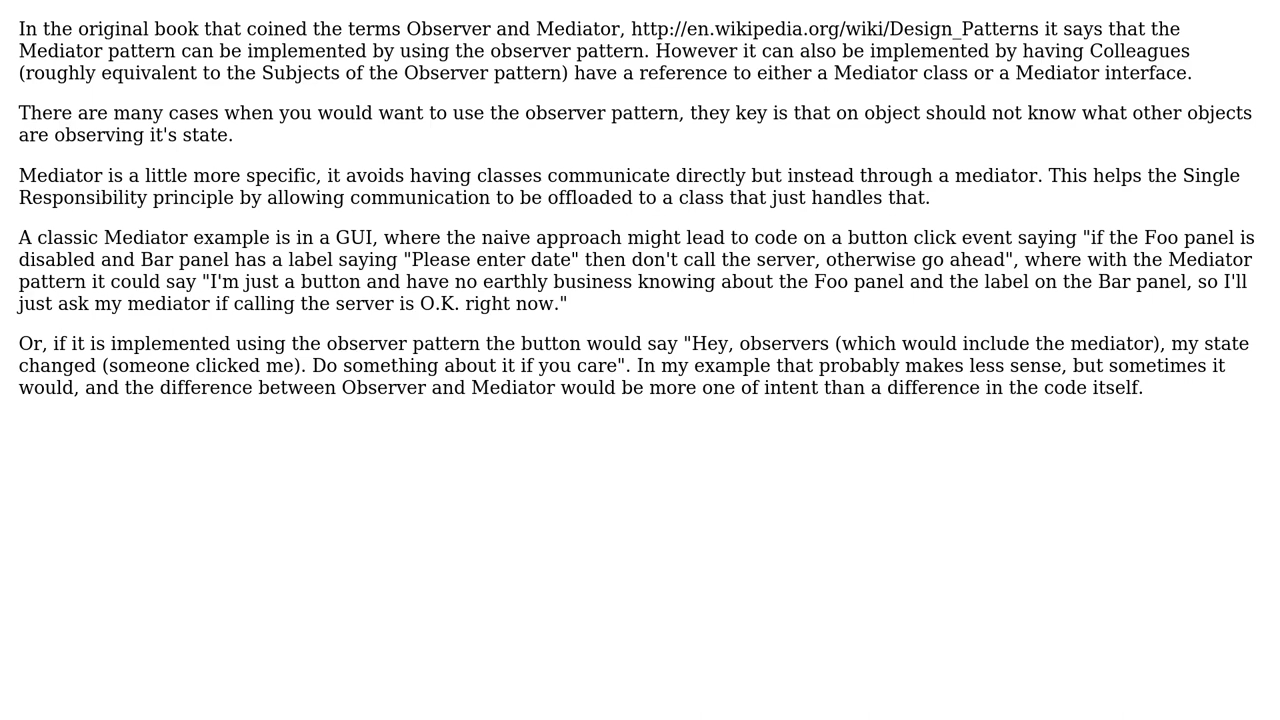 In the original book that coined the terms Observer and Mediator, http://en.wikipedia.org/wiki/Design_Patterns it says that the
Mediator pattern can be implemented by using the observer pattern. However it can also be implemented by having Colleagues
(roughly equivalent to the Subjects of the Observer pattern) have a reference to either a Mediator class or a Mediator interface.
There are many cases when you would want to use the observer pattern, they key is that on object should not know what other objects
are observing it's state.
Mediator is a little more specific, it avoids having classes communicate directly but instead through a mediator. This helps the Single
Responsibility principle by allowing communication to be offloaded to a class that just handles that.
A classic Mediator example is in a GUI, where the naive approach might lead to code on a button click event saying "if the Foo panel is
disabled and Bar panel has a label saying "Please enter date" then don't call the server, otherwise go ahead", where with the Mediator
pattern it could say "I'm just a button and have no earthly business knowing about the Foo panel and the label on the Bar panel, so I'll
just ask my mediator if calling the server is O.K. right now."
Or, if it is implemented using the observer pattern the button would say "Hey, observers (which would include the mediator), my state
changed (someone clicked me). Do something about it if you care". In my example that probably makes less sense, but sometimes it
would, and the difference between Observer and Mediator would be more one of intent than a difference in the code itself.